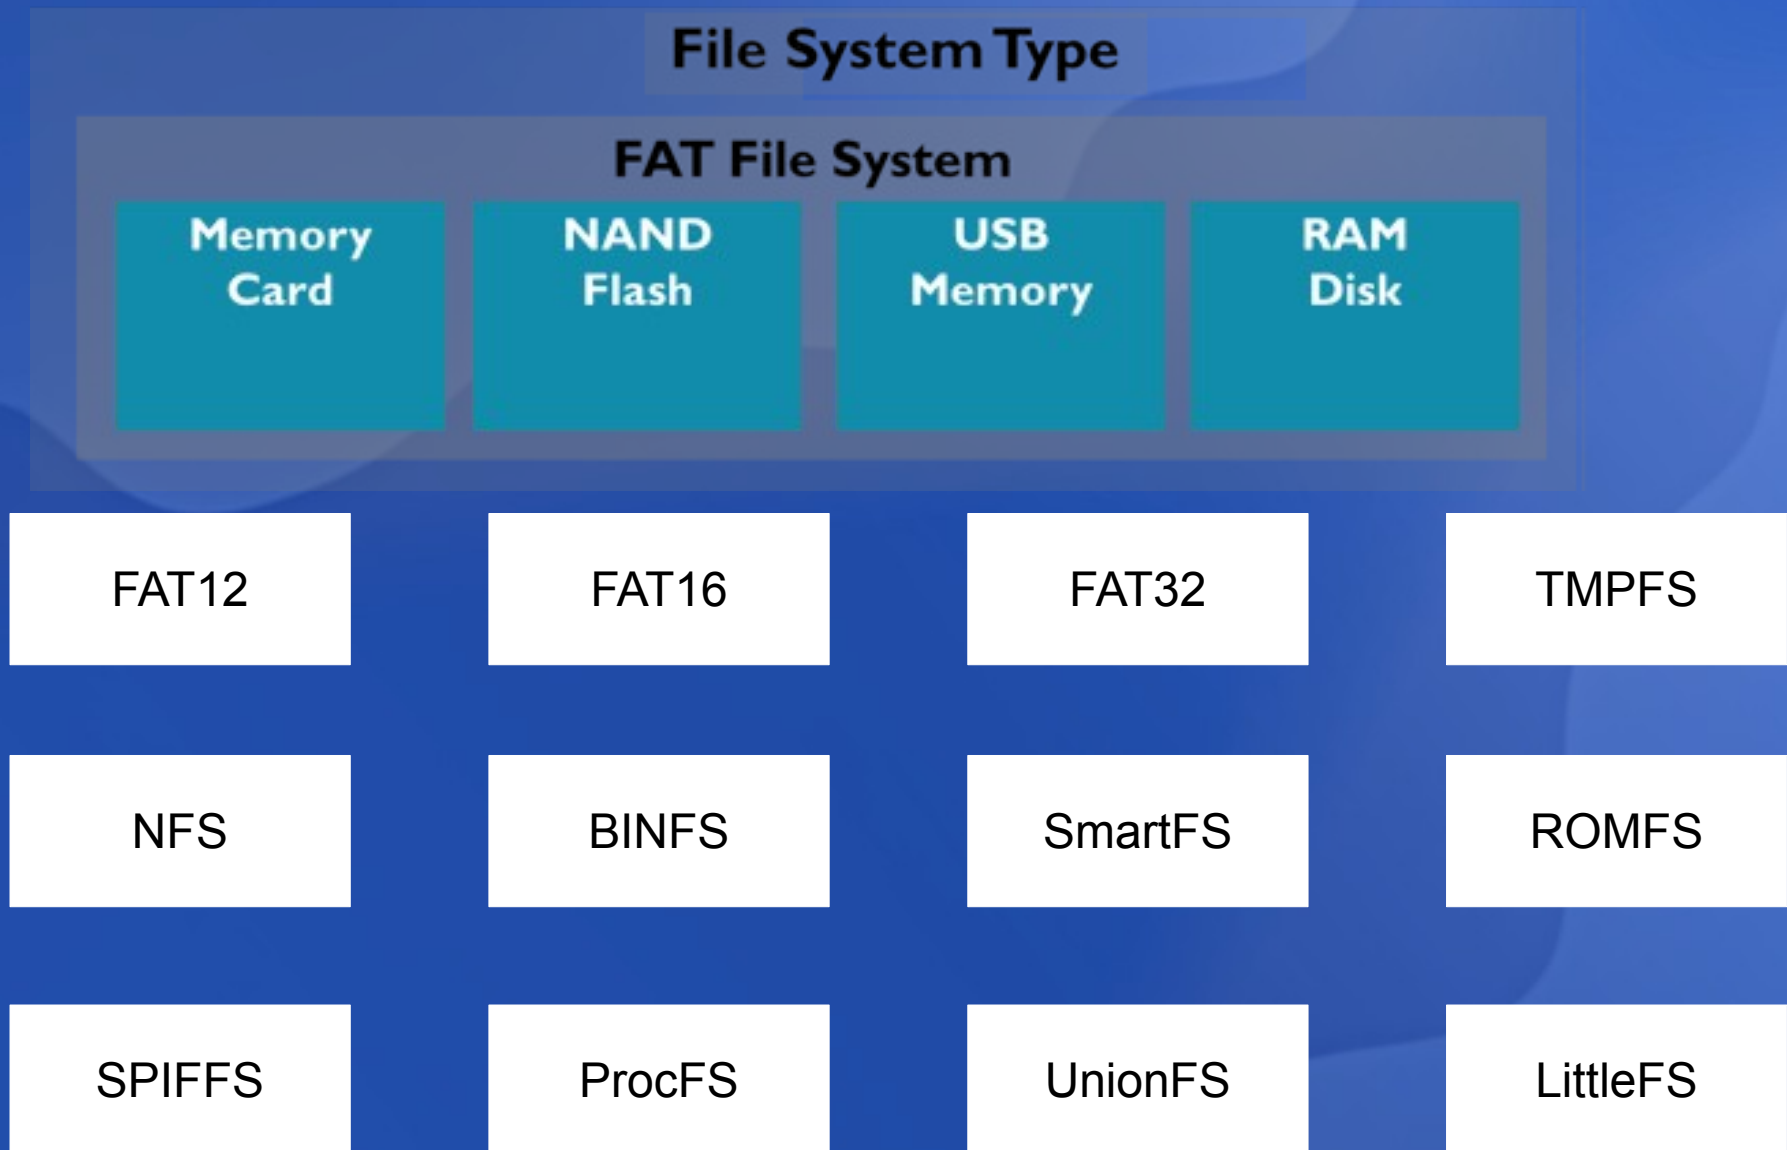 File System Type
FAT File System
Memory
Card
NAND
Flash
USB
Memory
RAM
Disk
FAT12
FAT16
FAT32
TMPFS
NFS
BINFS
SmartFS
ROMFS
SPIFFS
ProcFS
UnionFS
LittleFS